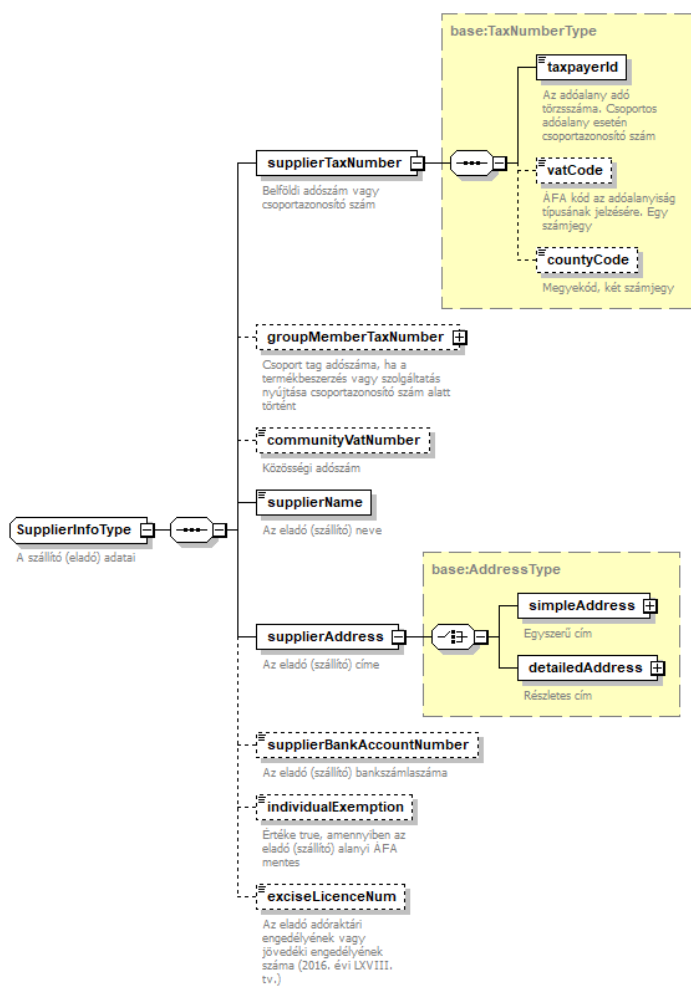 base:TaxNumberType
taxpayerId
Az adóalany adó
törzsszáma. Csoportos
adóalany esetén
csoportazonosító szám
supplierTaxNumber
Belföldi adószám vagy
csoportazonosító szám
vatCode
ÁFA kód az adóalanyiság
típusának jelzésére. Egy
számjegy
countyCode
Megyekód, két számjegy
groupMemberTaxNumber
Csoport tag adószáma, ha a
termékbeszerzés vagy szolgáltatás
nyújtása csoportazonosító szám alatt
történt
communityVatNumber
Közösségi adószám
supplierName
Az eladó (szállító) neve
SupplierInfoType
A szállító (eladó) adatai
base:AddressType
simpleAddress
Egyszerű cím
supplierAddress
Az eladó (szállító) címe
detailedAddress
Részletes cím
supplierBankAccountNumber
Az eladó (szállító) bankszámlaszáma
individualExemption
Értéke true, amennyiben az
eladó (szállító) alanyi ÁFA
mentes
exciseLicenceNum
Az eladó adóraktári
engedélyének vagy
jövedéki engedélyének
száma (2016. évi LXVIII.
tv.)